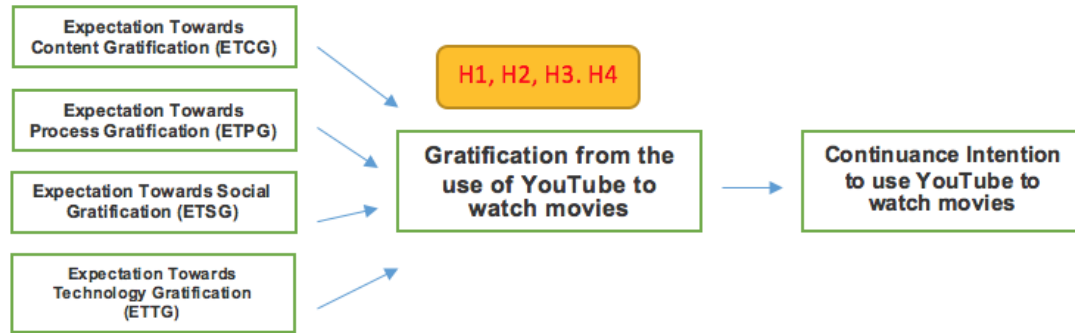 Expectation Towards
Content Gratification (ETCG)
Expectation Towards
Process Gratification (ETPG)
Expectation Towards Social
Gratification (ETSG)
Expectation Towards
Technology Gratification
(ETTG)
H1, H2, H3. H4
Gratification from the
use of YouTube to
watch movies
Continuance Intention
to use YouTube to
watch movies